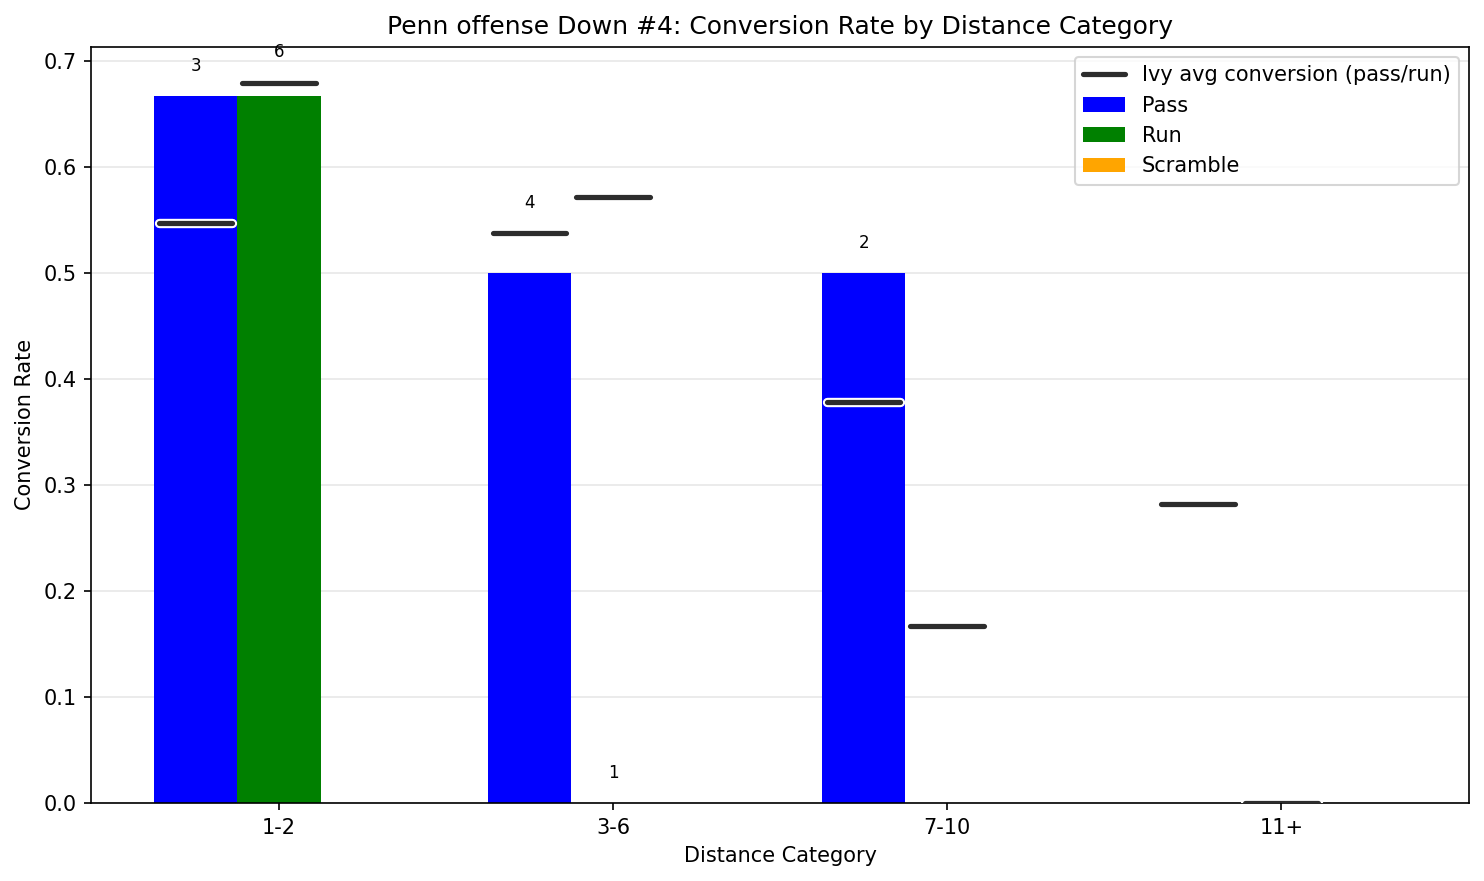 Penn offense Down #4: Conversion Rate by Distance Category
Ivy avg conversion (pass/run)
Pass
Run
Scramble
Conversion Rate
0.7
0.6
0.5
0.4
0.3
0.2
0.1
0.0
3
6
4
1
2
1-2
3-6
7-10
11+
Distance Category